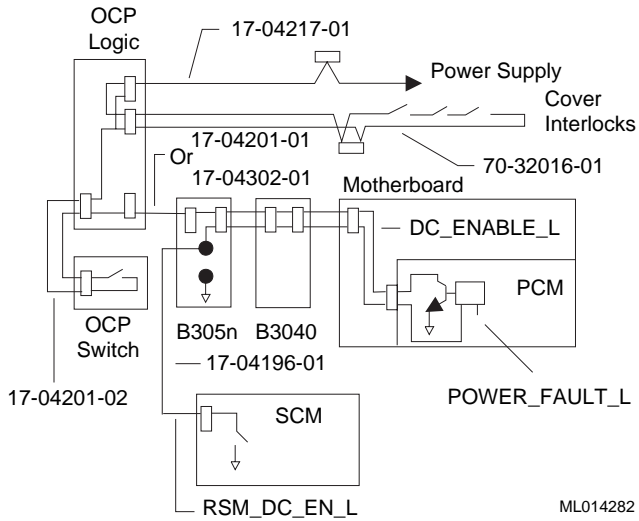 OCP
Logic
17-04217-01
Power Supply
Cover
Interlocks
17-04201-01
Or
17-04302-01
70-32016-01
Motherboard
DC_ENABLE_L
PCM
OCP
Switch
B305n
B3040
17-04196-01
17-04201-02
POWER_FAULT_L
SCM
RSM_DC_EN_L
ML014282